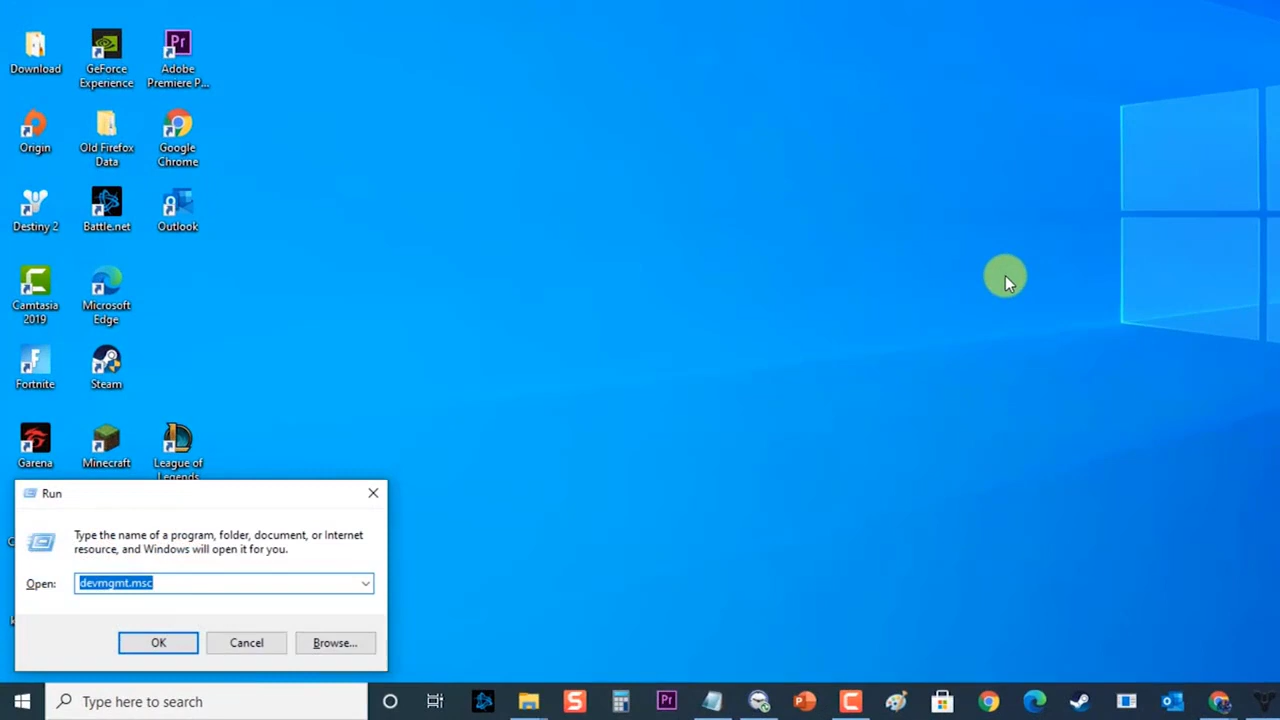 Download
GeForce
Experience
Adobe
Premiere P...
Origin
Old Firefox
Data
Google
Chrome
Destiny 2
Battle.net
Outlook
Camtasia
2019
Microsoft
Edge
Fortnite
Steam
Garena
Minecraft
League of
Legends
Run
Type the name of a program, folder, document, or Internet
resource, and Windows will open it for you.
Open:
devmgmt.msc
OK
Cancel
Browse...
Type here to search